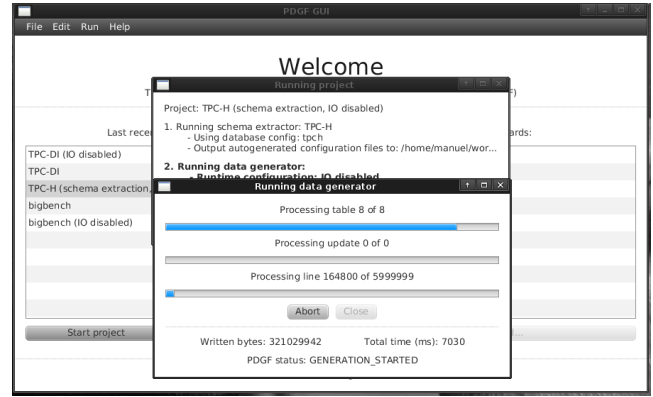 PDGF GUI
File Edit Run Help
Welcome
T
F)
Running project
Project: TPC-H (schema extraction, IO disabled)
1. Running schema extractor: TPC-H
- Using database config: tpch
- Output autogenerated configuration files to: /home/manuel/wor...
2. Running data generator:
- Runtime configuration: IO disabled
Last recen
ards:
TPC-DI (IO disabled)
TPC-DI
TPC-H (schema extraction,
bigbench
bigbench (IO disabled)
Start project
...
Running data generator
Processing table 8 of 8
Processing update 0 of 0
Processing line 164800 of 5999999
Abort Close
Written bytes: 321029942 Total time (ms): 7030
PDGF status: GENERATION_STARTED